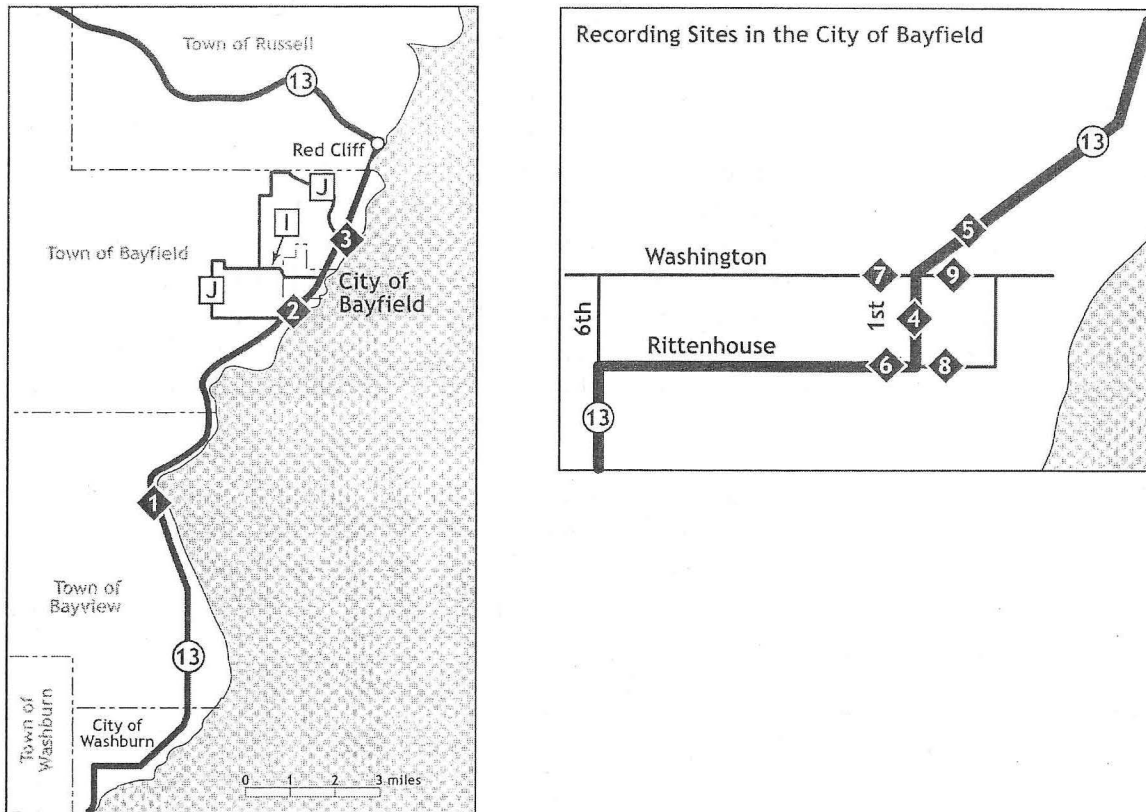 Town of Russell
13
Red Cliff
J
I
3
Town of Bayfield
J
City of
Bayfield
2
1
Town of
Bayview
13
Town of
Washburn
City of
Washburn
0 1 2 3 miles
Recording Sites in the City of Bayfield
13
5
Washington
7
9
6th
1st
4
Rittenhouse
6
8
13